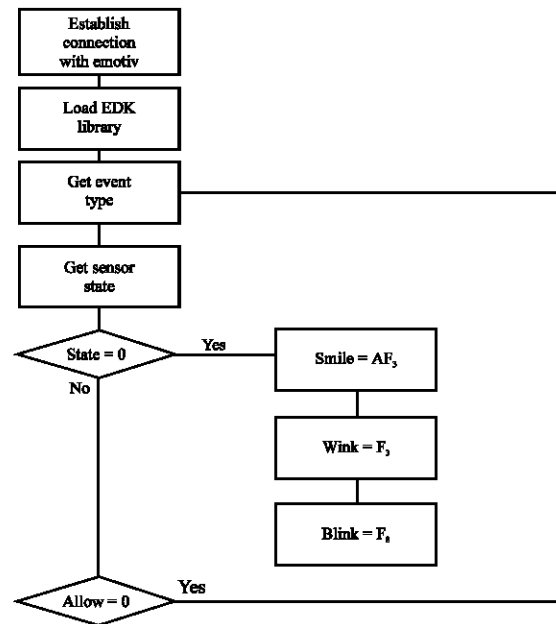 Establish
connection
with emotiv
Load EDK
library
Get event
type
Get sensor
state
State = 0
Yes
Smile = AF₃
No
Wink = F₃
Blink = F₈
Yes
Allow = 0